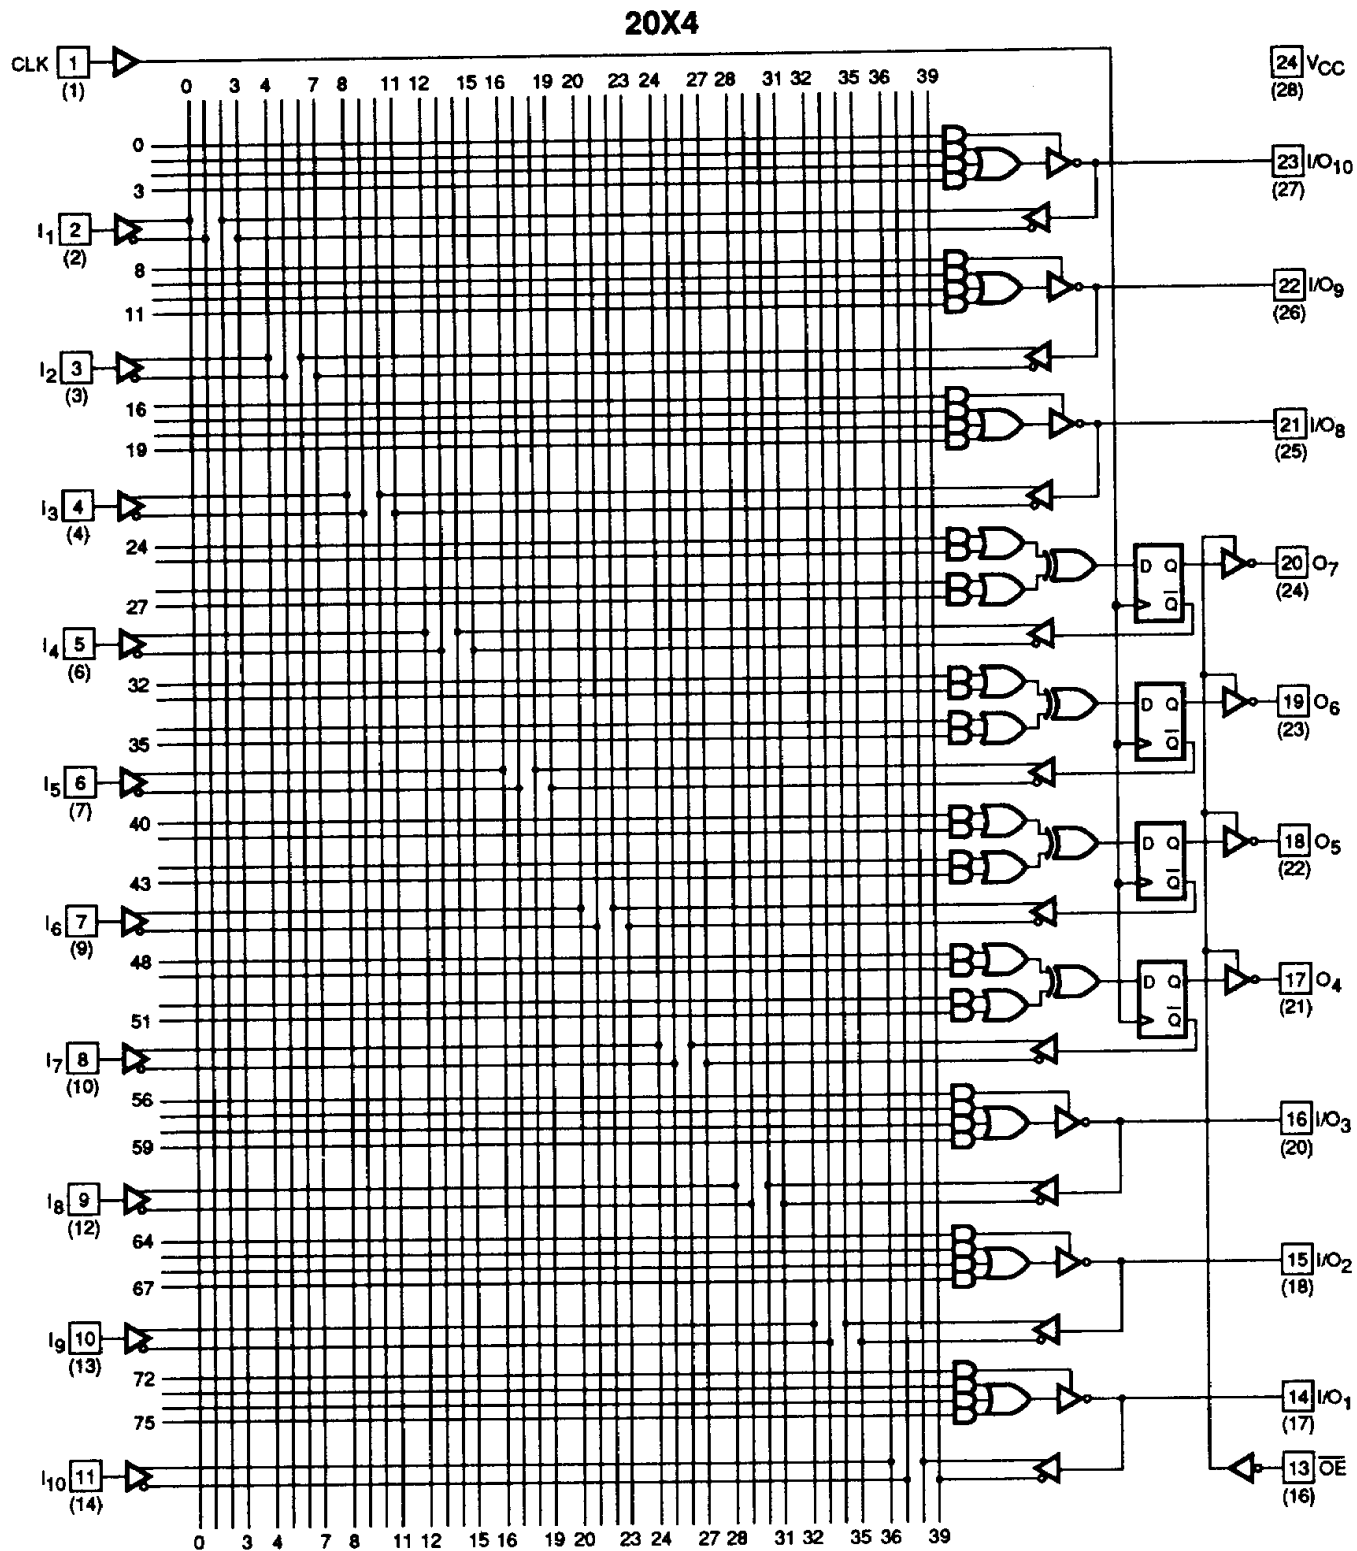 20X4
CLK 1 (1)
24 VCC (28)
0 3 4 7 8 11 12 15 16 19 20 23 24 27 28 31 32 35 36 39
0
3
23 I/O10 (27)
I1 2 (2)
8
11
22 I/O9 (26)
I2 3 (3)
16
19
21 I/O8 (25)
I3 4 (4)
24
27
D Q Q̅
20 O7 (24)
I4 5 (6)
32
35
D Q Q̅
19 O6 (23)
I5 6 (7)
40
43
D Q Q̅
18 O5 (22)
I6 7 (9)
48
51
D Q Q̅
17 O4 (21)
I7 8 (10)
56
59
16 I/O3 (20)
I8 9 (12)
64
67
15 I/O2 (18)
I9 10 (13)
72
75
14 I/O1 (17)
I10 11 (14)
13 O̅E̅ (16)
0 3 4 7 8 11 12 15 16 19 20 23 24 27 28 31 32 35 36 39